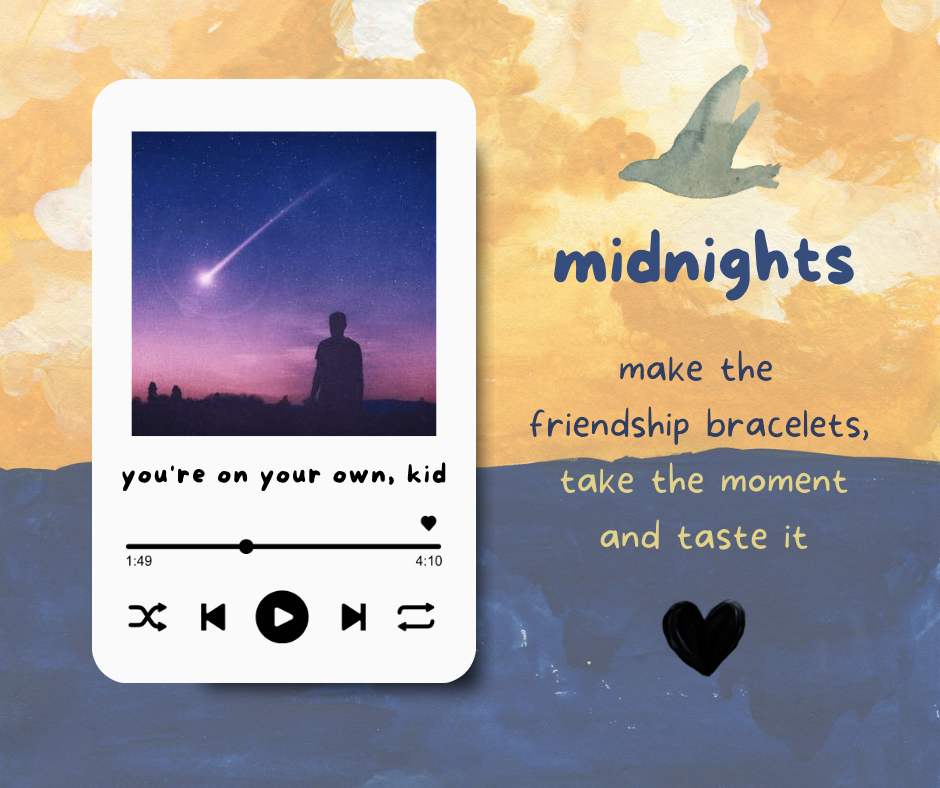 you're on your own, kid
1:49
4:10
midnights
make the
friendship bracelets,
take the moment
and taste it